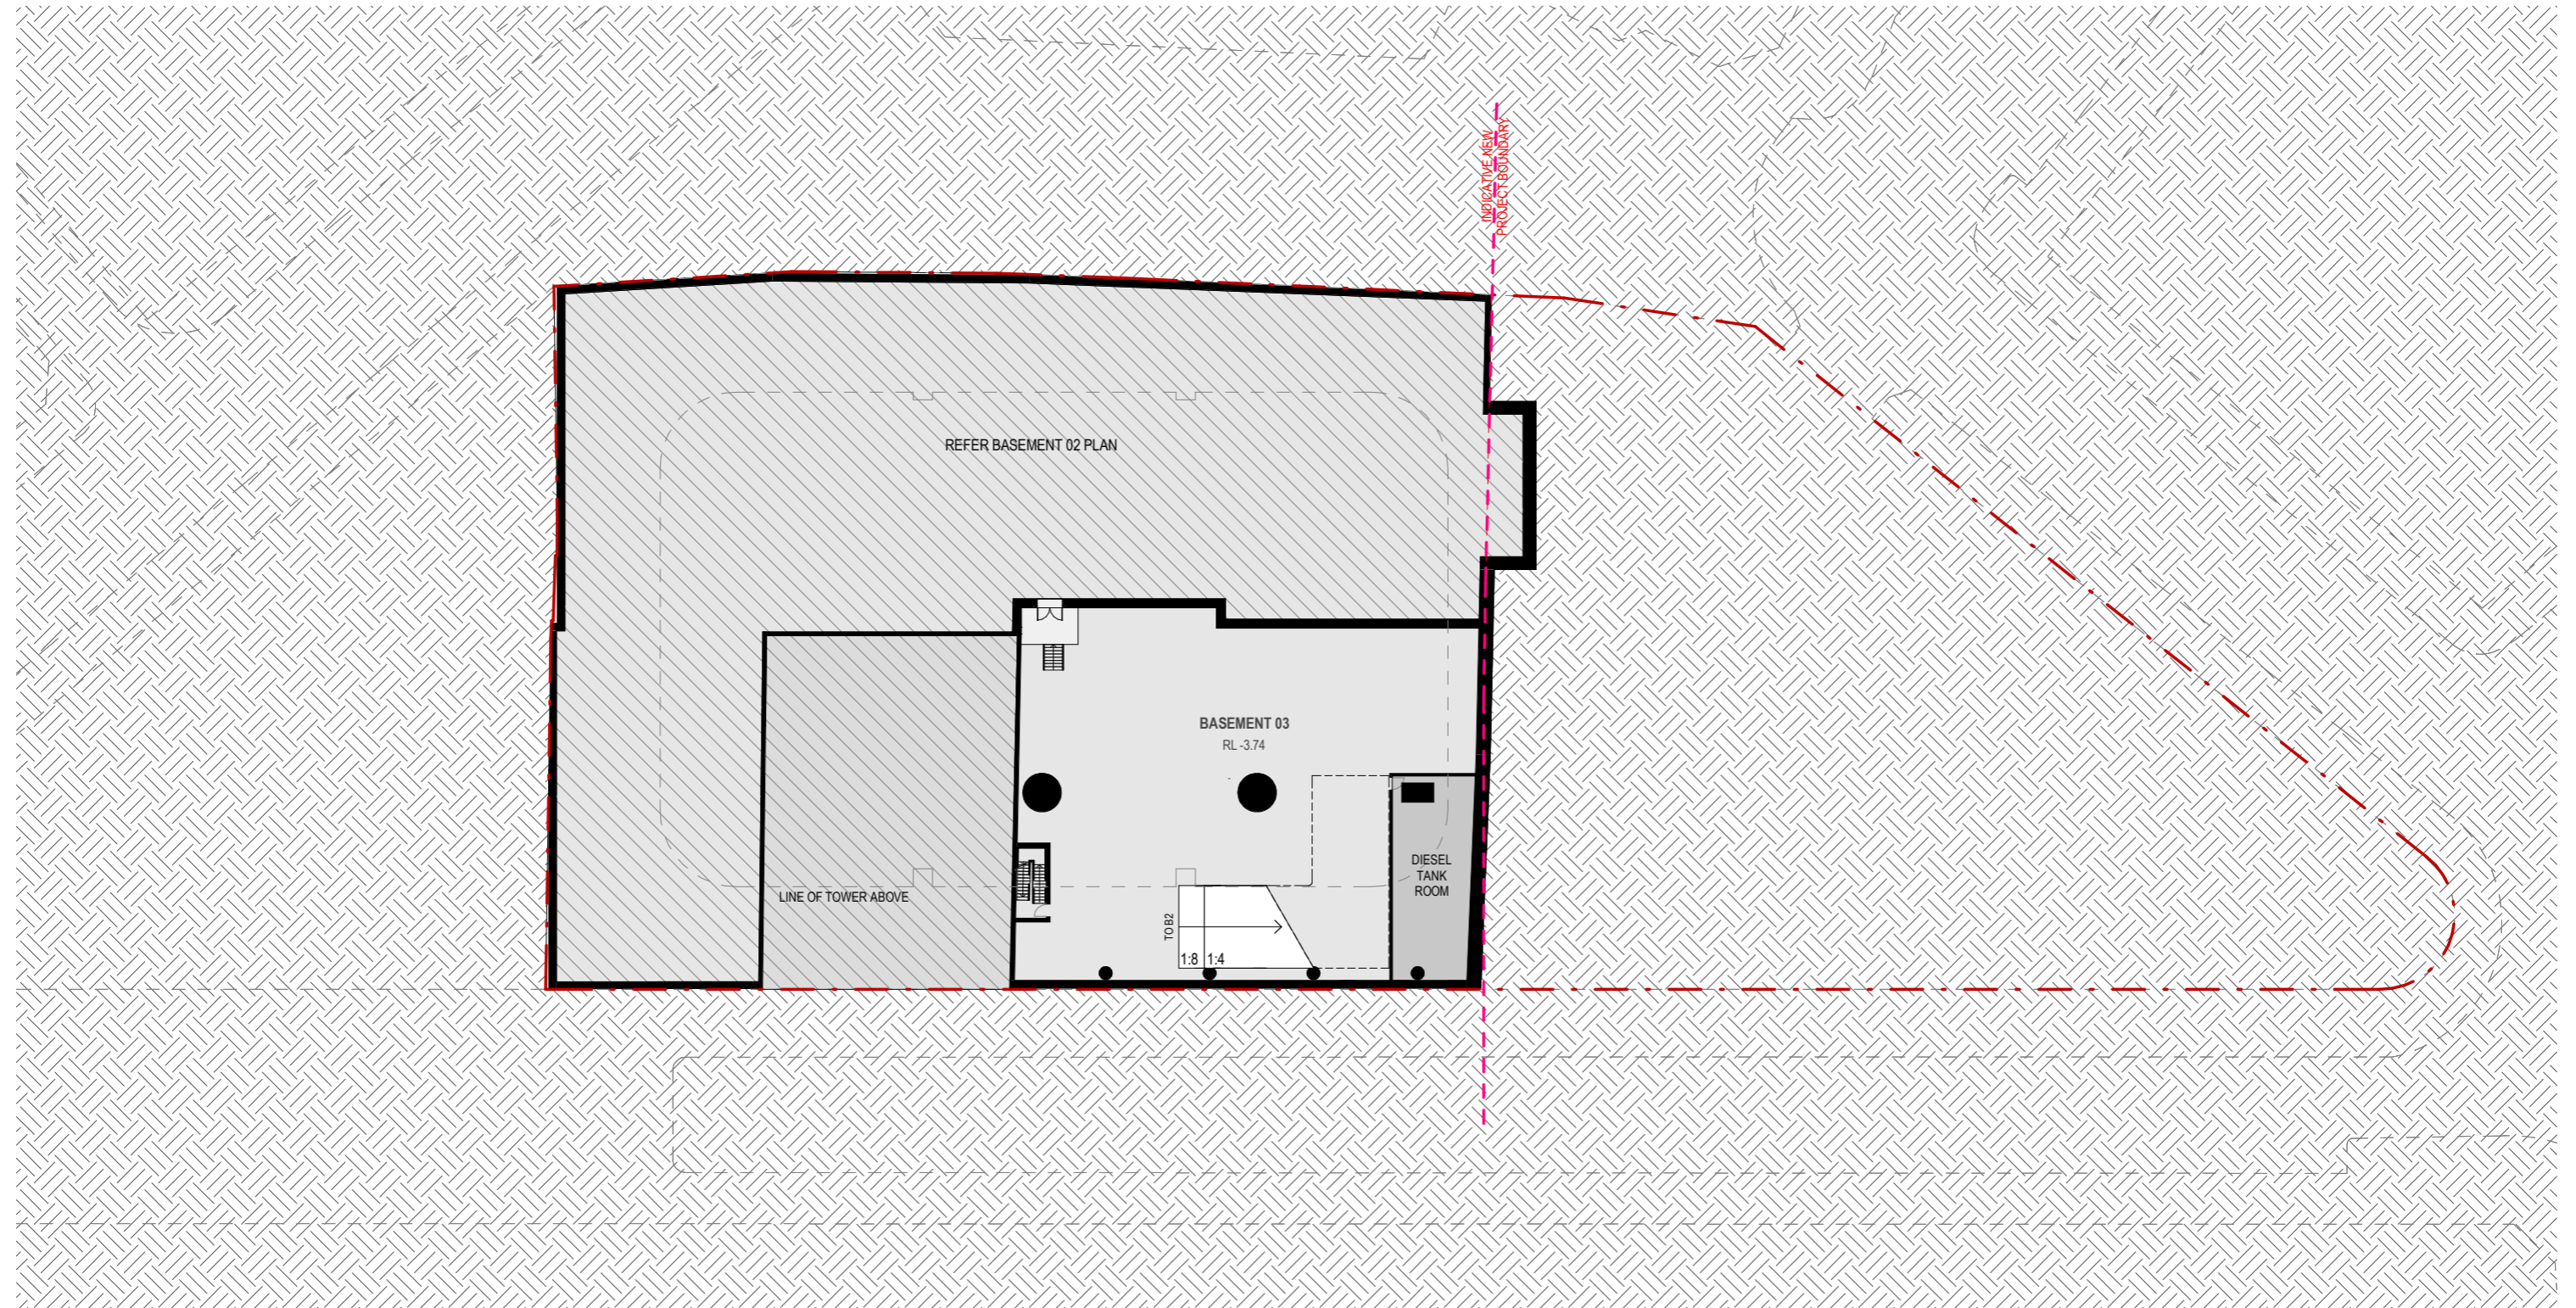 INDICATIVE NEW
PROJECT BOUNDARY
REFER BASEMENT 02 PLAN
BASEMENT 03
RL -3.74
DIESEL
TANK
ROOM
LINE OF TOWER ABOVE
TO B2
1:8
1:4